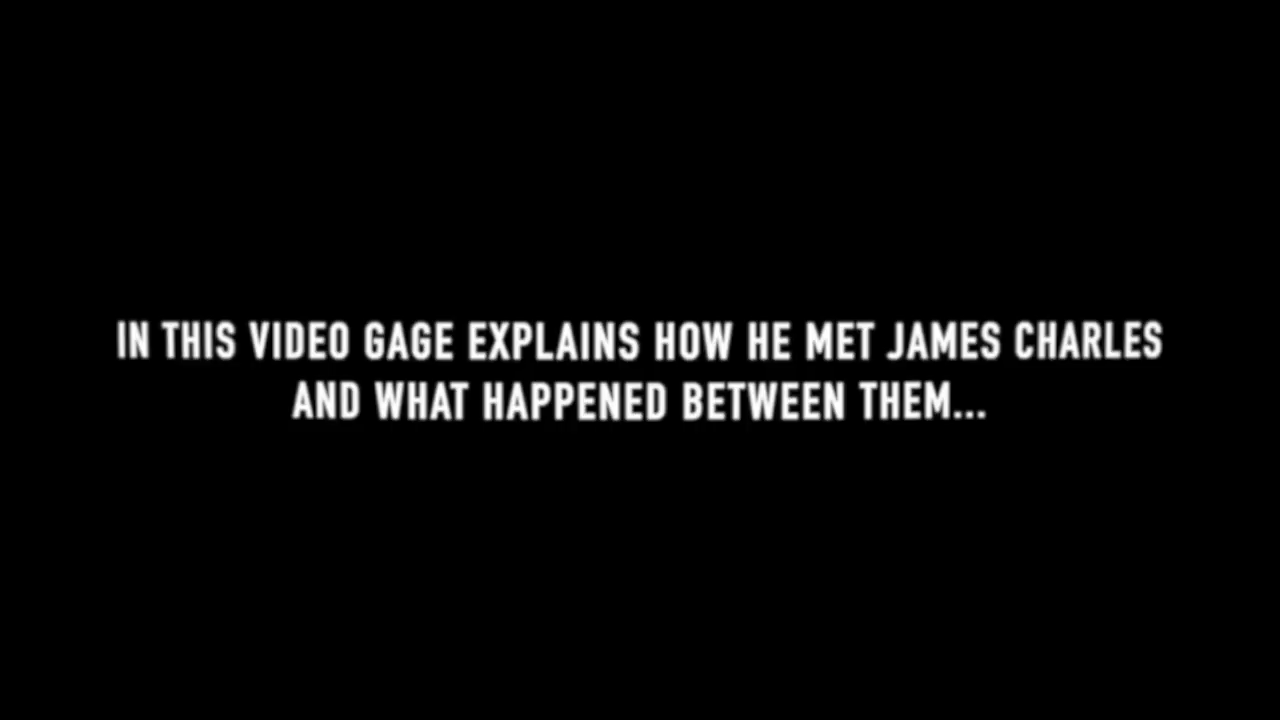 IN THIS VIDEO GAGE EXPLAINS HOW HE MET JAMES CHARLES
AND WHAT HAPPENED BETWEEN THEM...